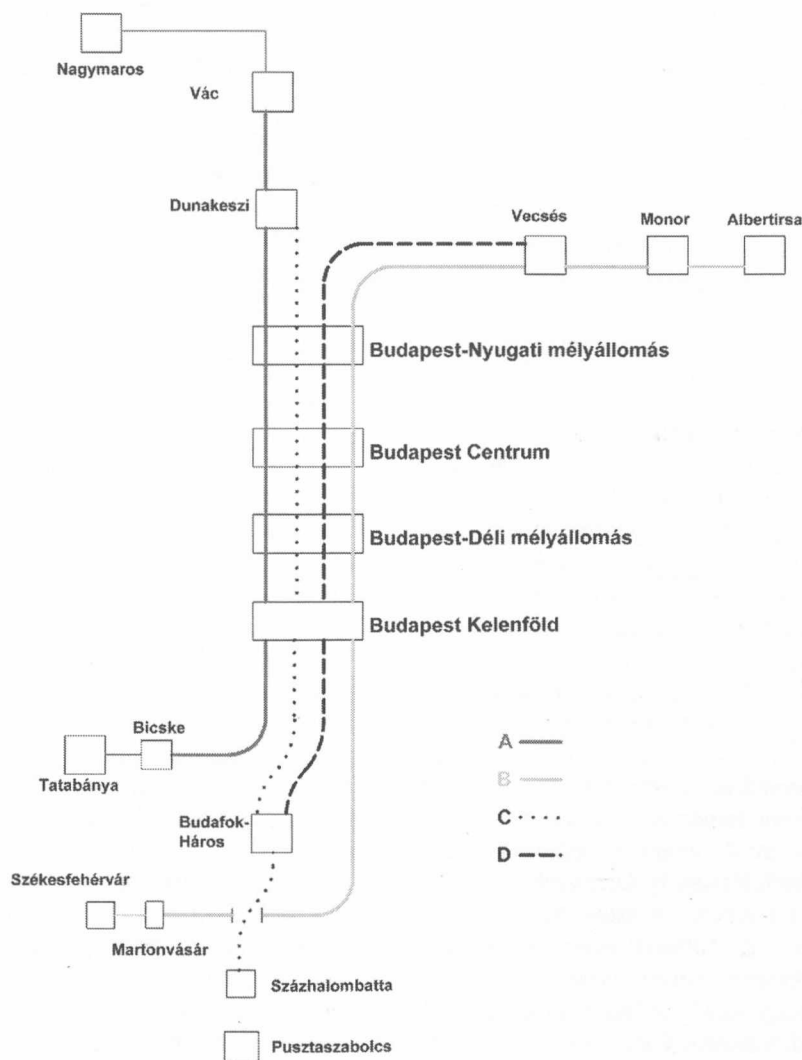 Nagymaros
Vác
Dunakeszi
Vecsés
Monor
Albertirsa
Budapest-Nyugati mélyállomás
Budapest Centrum
Budapest-Déli mélyállomás
Budapest Kelenföld
Bicske
Tatabánya
A
B
C
D
Budafok-
Háros
Székesfehérvár
Martonvásár
Százhalombatta
Pusztaszabolcs